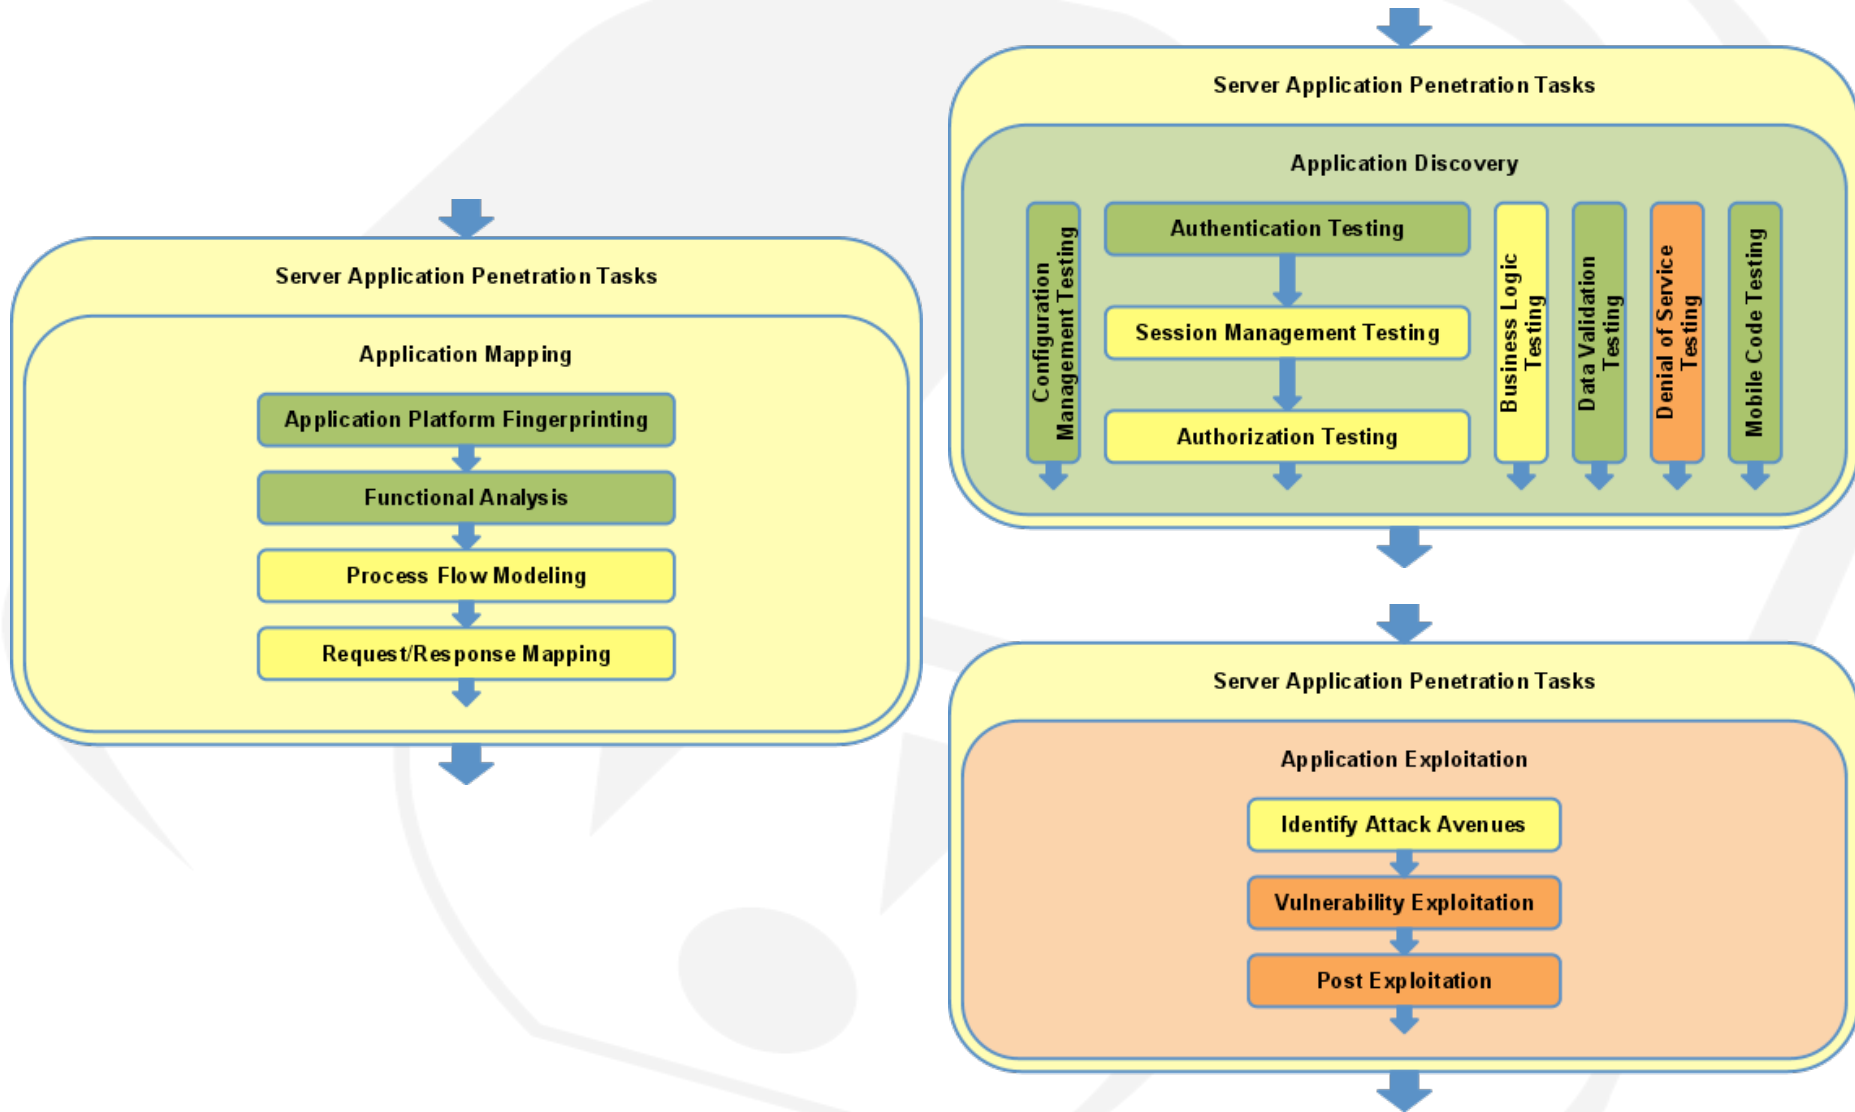 Server Application Penetration Tasks
Application Mapping
Application Platform Fingerprinting
Functional Analysis
Process Flow Modeling
Request/Response Mapping
Server Application Penetration Tasks
Application Discovery
Configuration
Management Testing
Authentication Testing
Session Management Testing
Authorization Testing
Business Logic
Testing
Data Validation
Testing
Denial of Service
Testing
Mobile Code Testing
Server Application Penetration Tasks
Application Exploitation
Identify Attack Avenues
Vulnerability Exploitation
Post Exploitation